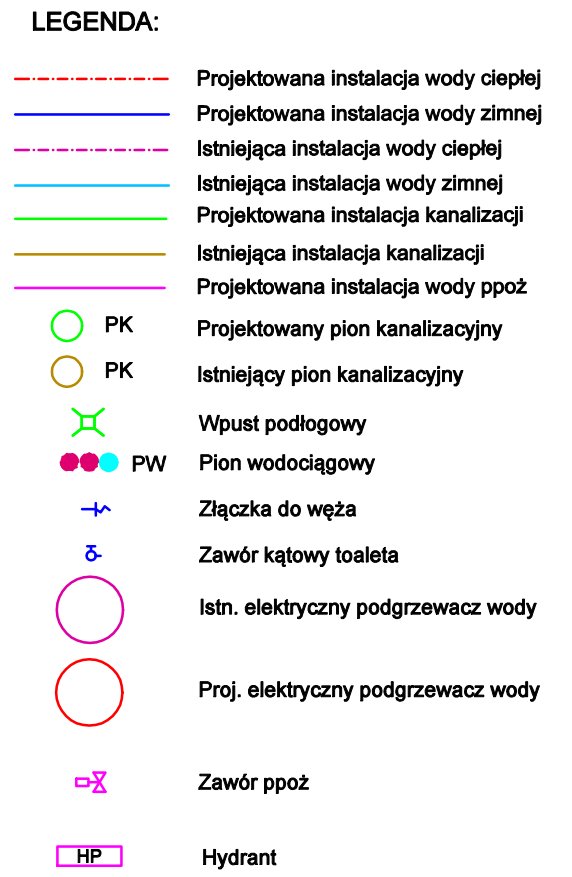 LEGENDA:
Projektowana instalacja wody ciepłej
Projektowana instalacja wody zimnej
Istniejąca instalacja wody ciepłej
Istniejąca instalacja wody zimnej
Projektowana instalacja kanalizacji
Istniejąca instalacja kanalizacji
Projektowana instalacja wody ppoż
PK Projektowany pion kanalizacyjny
PK Istniejący pion kanalizacyjny
Wpust podłogowy
PW Pion wodociągowy
Złączka do węża
Zawór kątowy toaleta
Istn. elektryczny podgrzewacz wody
Proj. elektryczny podgrzewacz wody
Zawór ppoż
HP Hydrant